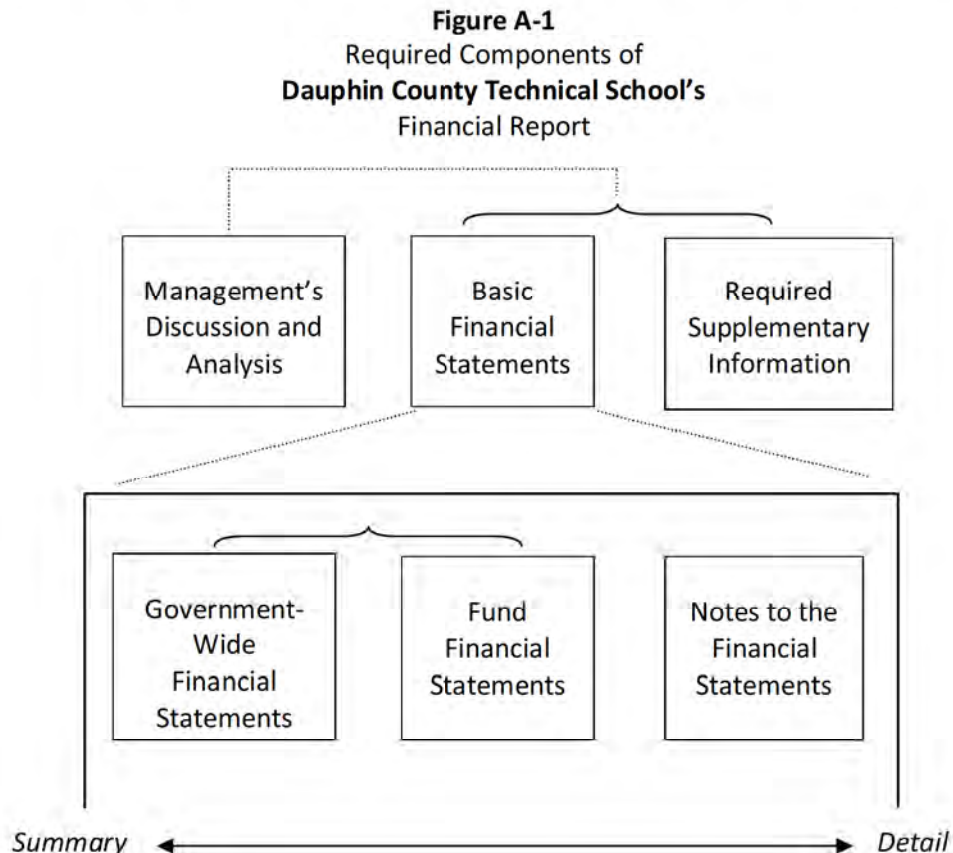 Figure A-1
Required Components of
Dauphin County Technical School’s
Financial Report
Management’s
Discussion and
Analysis
Basic
Financial
Statements
Required
Supplementary
Information
Government-
Wide
Financial
Statements
Fund
Financial
Statements
Notes to the
Financial
Statements
Summary
Detail